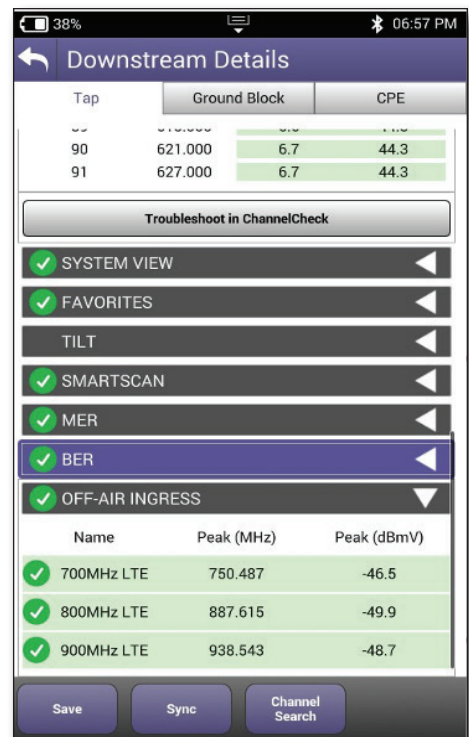 38% 06:57 PM
Downstream Details
Tap Ground Block CPE
90 621.000 6.7 44.3
91 627.000 6.7 44.3
Troubleshoot in ChannelCheck
SYSTEM VIEW
FAVORITES
TILT
SMARTSCAN
MER
BER
OFF-AIR INGRESS
Name Peak (MHz) Peak (dBmV)
700MHz LTE 750.487 -46.5
800MHz LTE 887.615 -49.9
900MHz LTE 938.543 -48.7
Save Sync Channel
Search